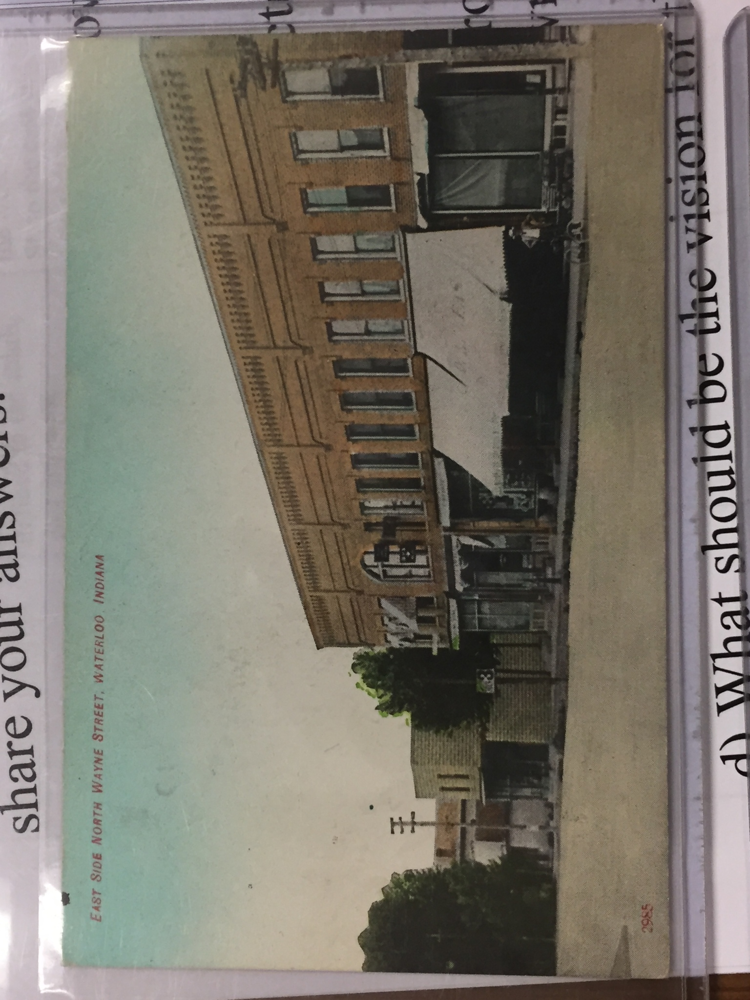 share your answers.
EAST SIDE NORTH WAYNE STREET, WATERLOO, INDIANA
2985
d) What should be the vision for